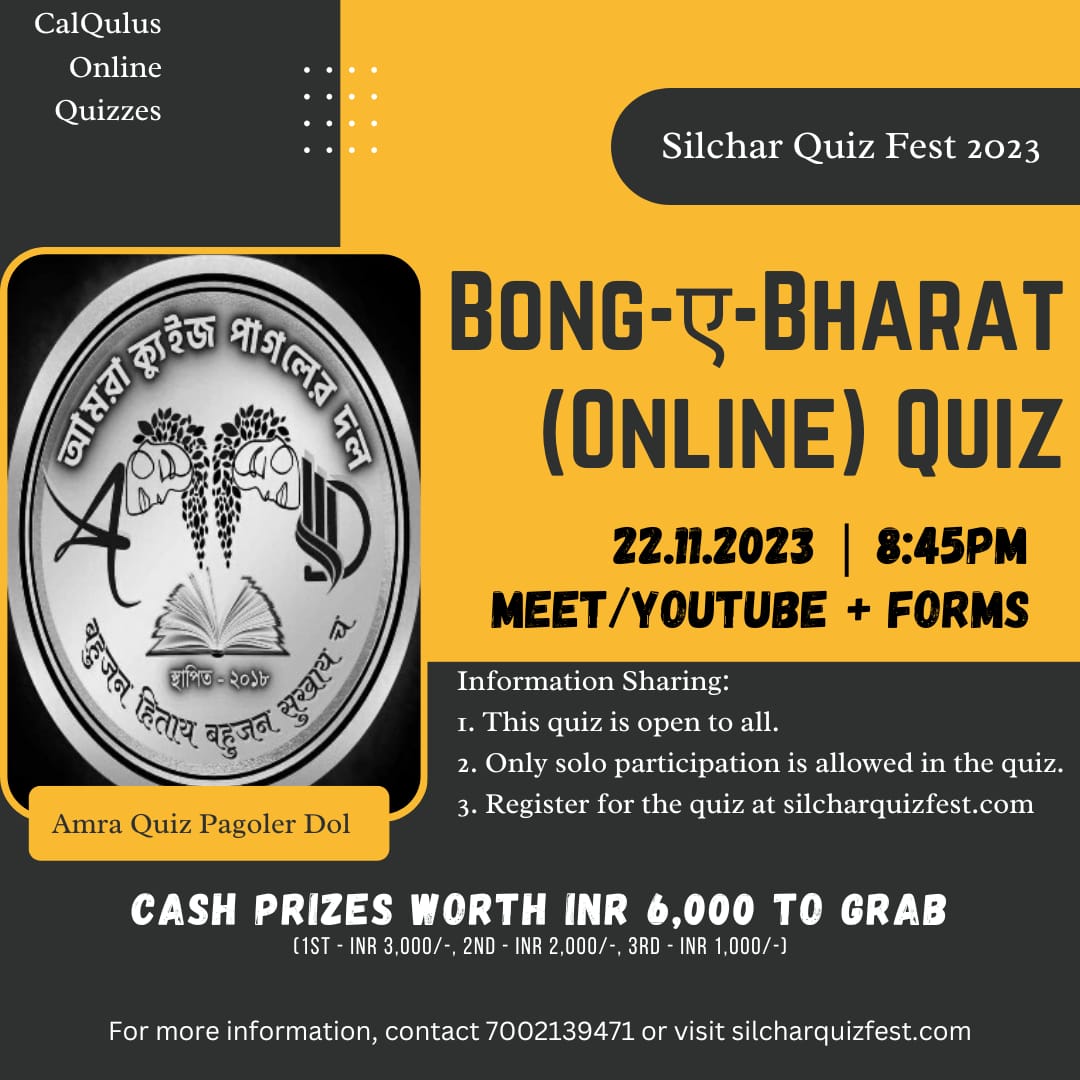 CalQulus
Online
Quizzes
Silchar Quiz Fest 2023
Bong-ए-Bharat
(Online) Quiz
22.11.2023 | 8:45PM
MEET/YOUTUBE + FORMS
আমরা ক্যুইজ পাগলের দল
A D
স্থাপিত - ২০১৮
बहुजन हिताय बहुजन सुखाय च
Amra Quiz Pagoler Dol
Information Sharing:
1. This quiz is open to all.
2. Only solo participation is allowed in the quiz.
3. Register for the quiz at silcharquizfest.com
CASH PRIZES WORTH INR 6,000 TO GRAB
(1ST - INR 3,000/-, 2ND - INR 2,000/-, 3RD - INR 1,000/-)
For more information, contact 7002139471 or visit silcharquizfest.com